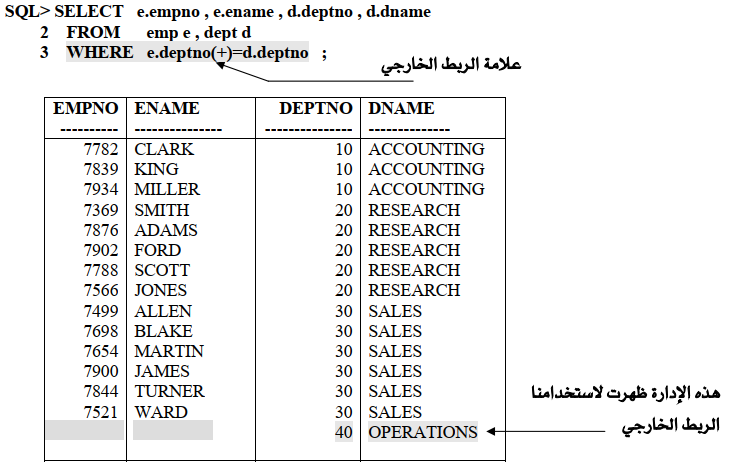 SQL> SELECT e.empno , e.ename , d.deptno , d.dname
2 FROM emp e , dept d
3 WHERE e.deptno(+)=d.deptno ;
علامة الربط الخارجي
EMPNO ENAME DEPTNO DNAME
---------- --------------- --------------- --------------
7782 CLARK 10 ACCOUNTING
7839 KING 10 ACCOUNTING
7934 MILLER 10 ACCOUNTING
7369 SMITH 20 RESEARCH
7876 ADAMS 20 RESEARCH
7902 FORD 20 RESEARCH
7788 SCOTT 20 RESEARCH
7566 JONES 20 RESEARCH
7499 ALLEN 30 SALES
7698 BLAKE 30 SALES
7654 MARTIN 30 SALES
7900 JAMES 30 SALES
7844 TURNER 30 SALES
7521 WARD 30 SALES
40 OPERATIONS
هذه الإدارة ظهرت لاستخدامنا
الربط الخارجي